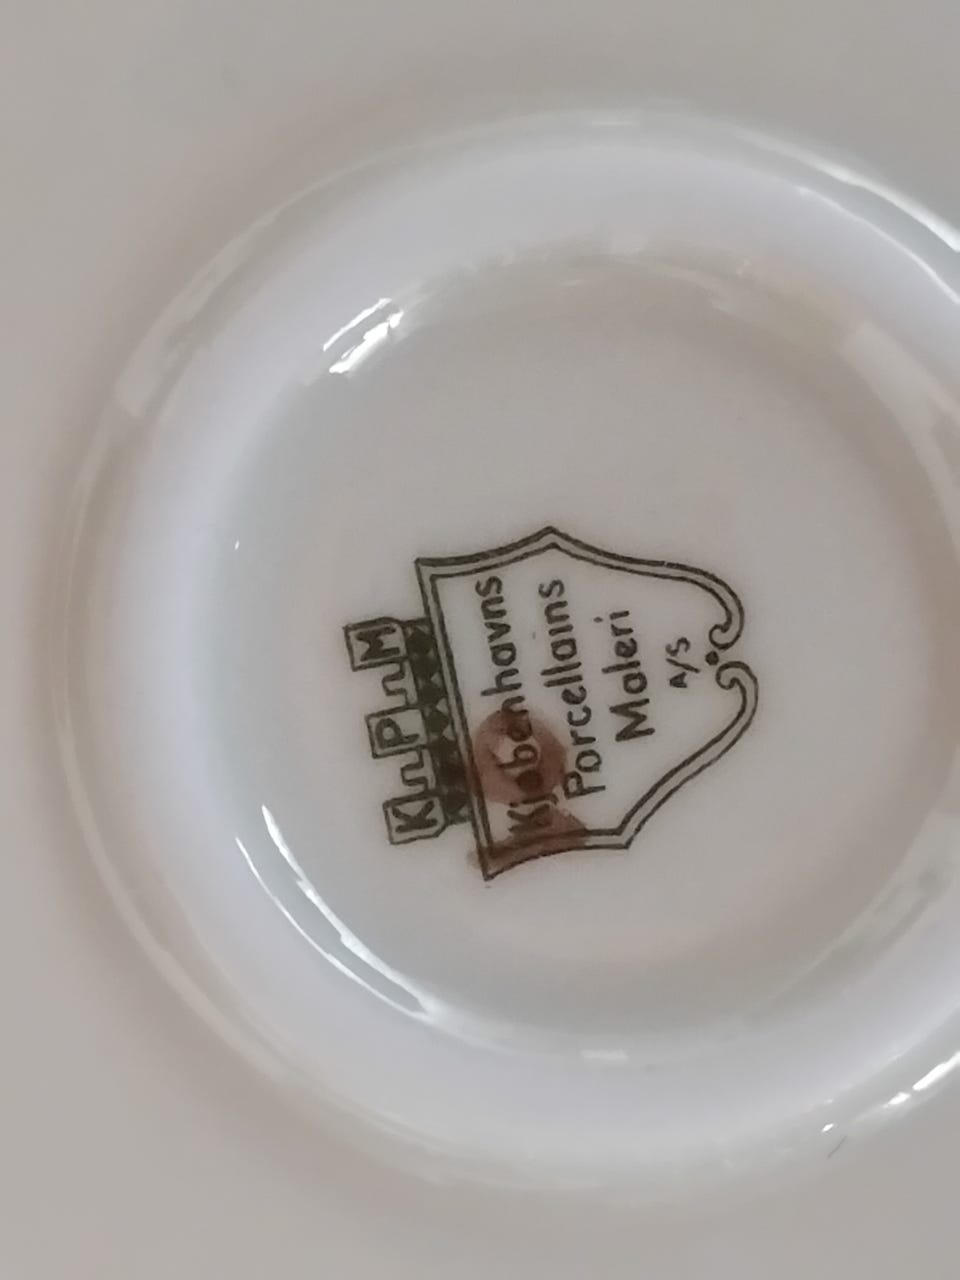 KPM
Kjøbenhavns
Porcellains
Maleri
A/S